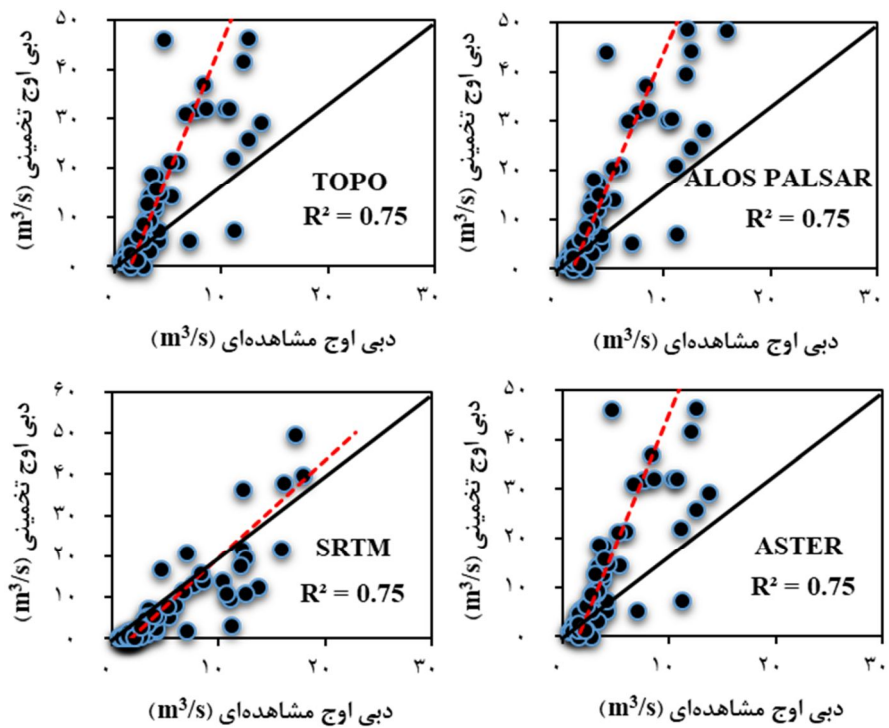 ۵۰
۴۰
۳۰
۲۰
۱۰
۰
دبی اوج تخمینی (m³/s)
TOPO
R² = 0.75
۰ ۱۰ ۲۰ ۳۰
دبی اوج مشاهده‌ای (m³/s)
۵۰
۴۰
۳۰
۲۰
۱۰
۰
دبی اوج تخمینی (m³/s)
ALOS PALSAR
R² = 0.75
۰ ۱۰ ۲۰ ۳۰
دبی اوج مشاهده‌ای (m³/s)
۶۰
۵۰
۴۰
۳۰
۲۰
۱۰
۰
دبی اوج تخمینی (m³/s)
SRTM
R² = 0.75
۰ ۱۰ ۲۰ ۳۰
دبی اوج مشاهده‌ای (m³/s)
۵۰
۴۰
۳۰
۲۰
۱۰
۰
دبی اوج تخمینی (m³/s)
ASTER
R² = 0.75
۰ ۱۰ ۲۰ ۳۰
دبی اوج مشاهده‌ای (m³/s)